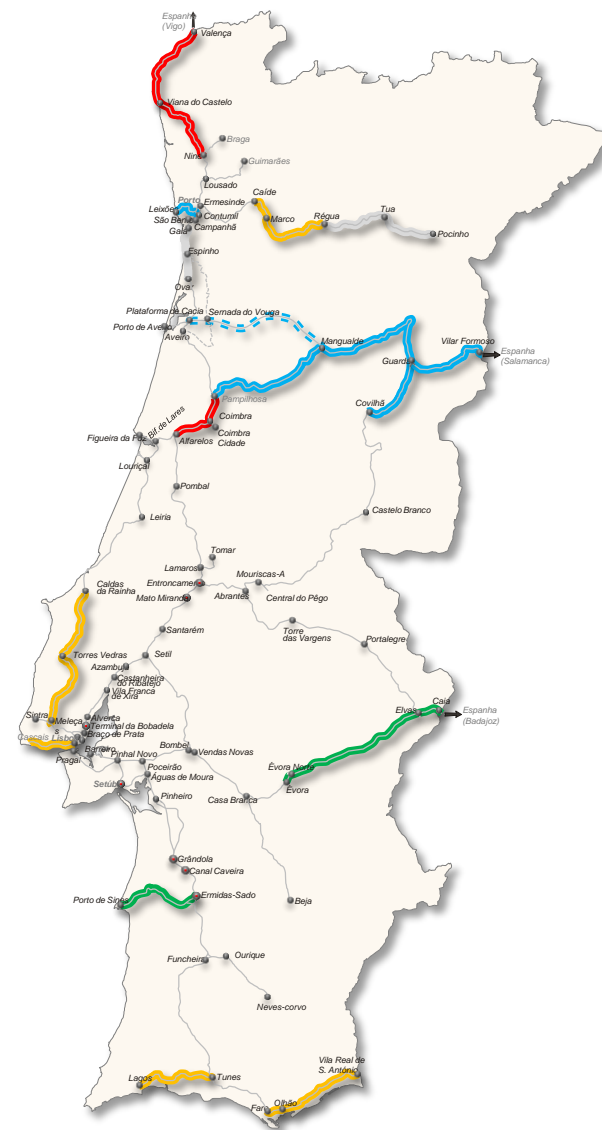 Espanha
(Vigo)
Valença
Viana do Castelo
Braga
Nine
Guimarães
Lousado
Caíde
Porto
Ermesinde
Leixões
Contumil
São Bento
Campanhã
Gaia
Marco
Régua
Tua
Pocinho
Espinho
Ovar
Plataforma de Cacia
Sernada do Vouga
Porto de Aveiro
Aveiro
Mangualde
Vilar Formoso
Espanha
(Salamanca)
Guarda
Pampilhosa
Covilhã
Coimbra
Bif. de Lares
Coimbra
Cidade
Figueira da Foz
Alfarelos
Louriçal
Pombal
Leiria
Castelo Branco
Tomar
Lamarosa
Mouriscas-A
Entroncamento
Abrantes
Central do Pêgo
Caldas
da Rainha
Mato Miranda
Santarém
Torre
das Vargens
Portalegre
Torres Vedras
Setil
Azambuja
Castanheira
do Ribatejo
Vila Franca
de Xira
Elvas
Caia
Espanha
(Badajoz)
Sintra
Meleças
Alverca
Terminal da Bobadela
Braço de Prata
Cascais
Lisboa
Barreiro
Pragal
Pinhal Novo
Bombel
Vendas Novas
Poceirão
Águas de Moura
Évora Norte
Évora
Setúbal
Pinheiro
Casa Branca
Grândola
Canal Caveira
Ermidas-Sado
Porto de Sines
Beja
Funcheira
Ourique
Neves-corvo
Lagos
Tunes
Vila Real de
S. António
Faro
Olhão